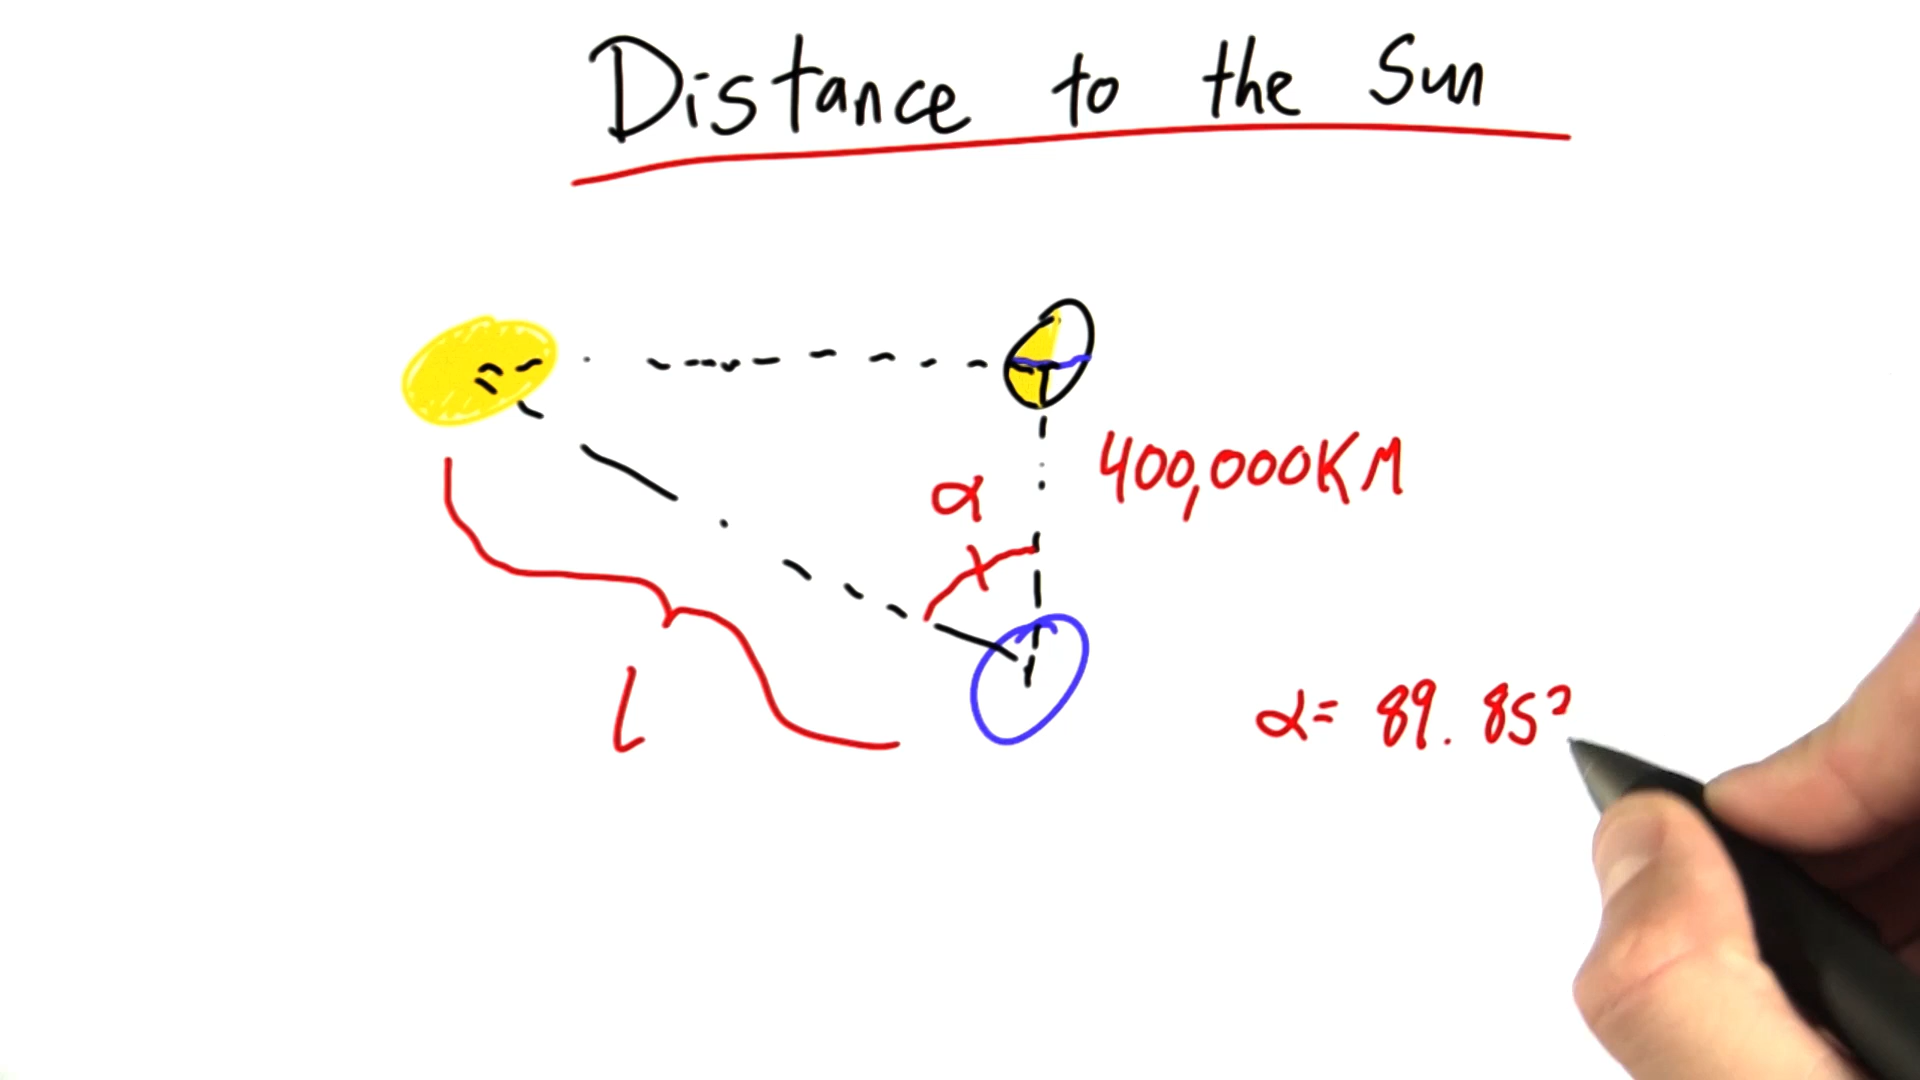 Distance to the Sun
400,000KM
α
L
α= 89. 85°